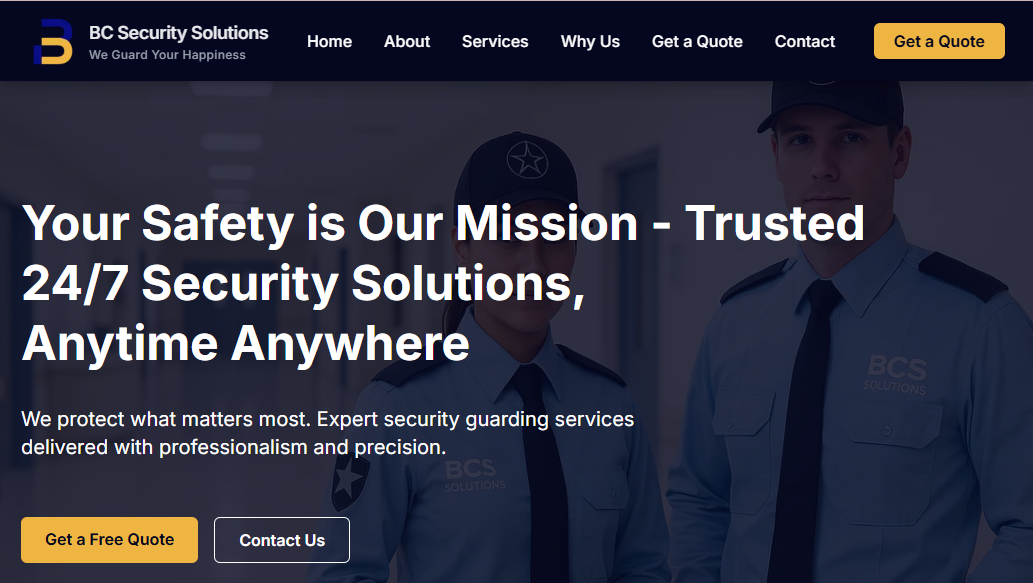 BC Security Solutions
We Guard Your Happiness
Home
About
Services
Why Us
Get a Quote
Contact
Get a Quote
Your Safety is Our Mission - Trusted
24/7 Security Solutions,
Anytime Anywhere
We protect what matters most. Expert security guarding services
delivered with professionalism and precision.
BCS
SOLUTIONS
BCS
SOLUTIONS
Get a Free Quote
Contact Us